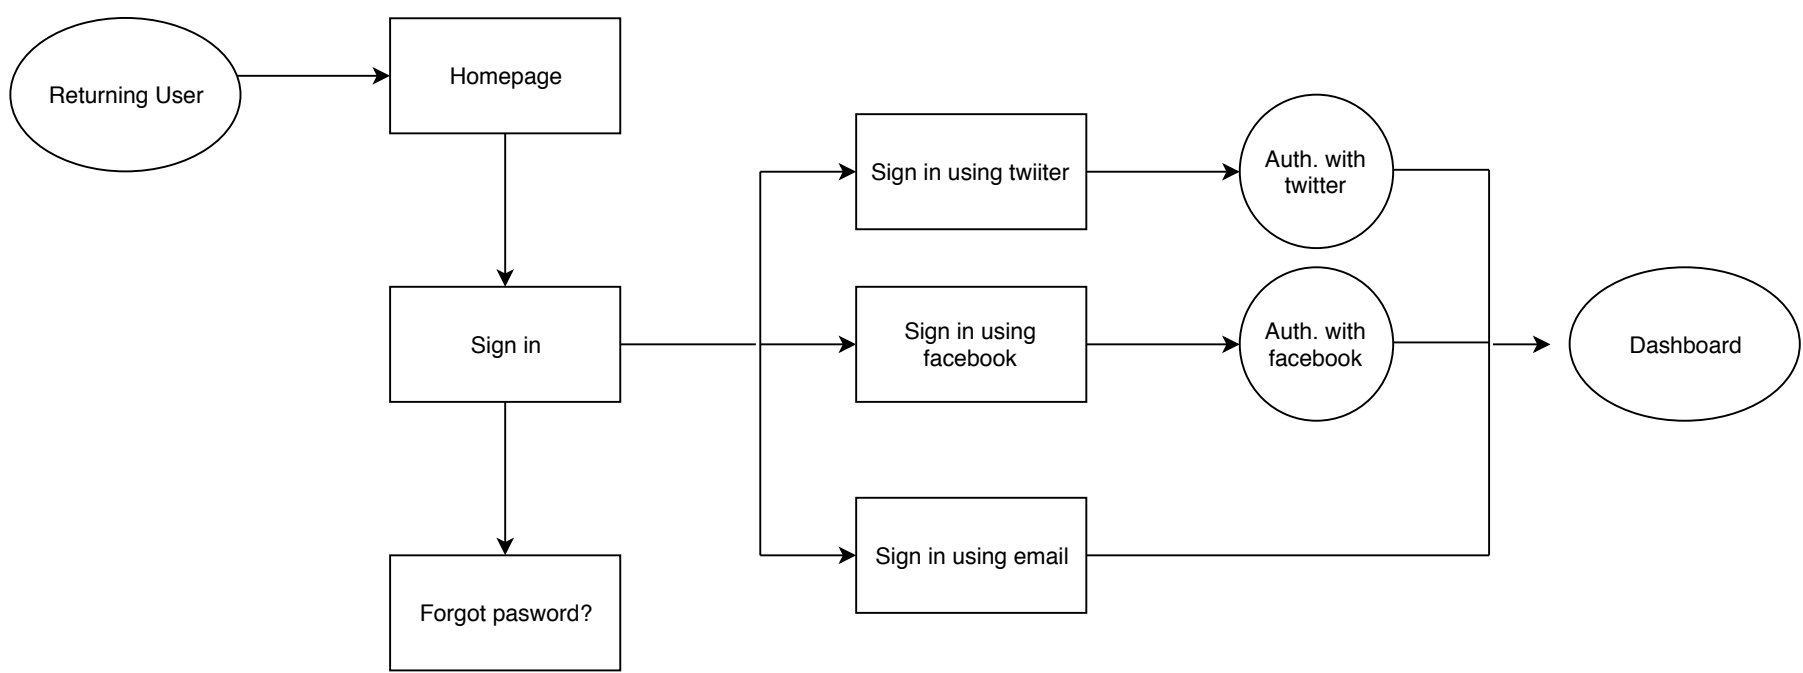 Returning User
Homepage
Sign in using twiiter
Auth. with
twitter
Sign in
Sign in using
facebook
Auth. with
facebook
Dashboard
Sign in using email
Forgot pasword?